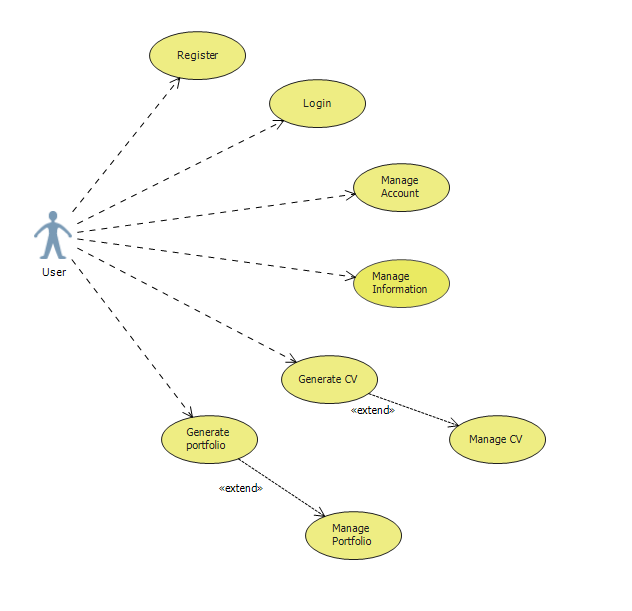 Register
Login
Manage
Account
User
Manage
Information
Generate CV
«extend»
Manage CV
Generate
portfolio
«extend»
Manage
Portfolio